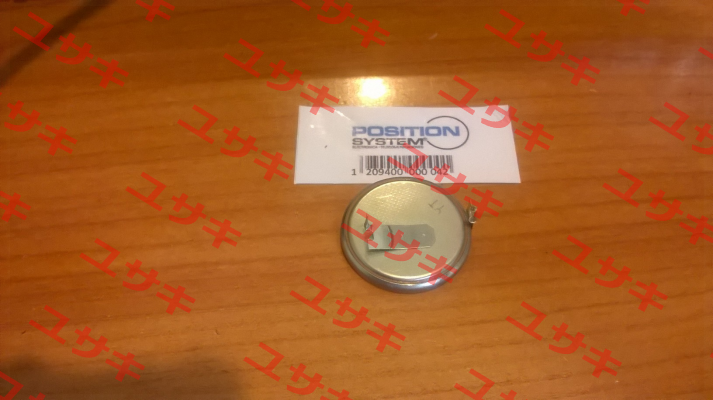 POSITION
SYSTEM
1 209400 000 042
ユサキ